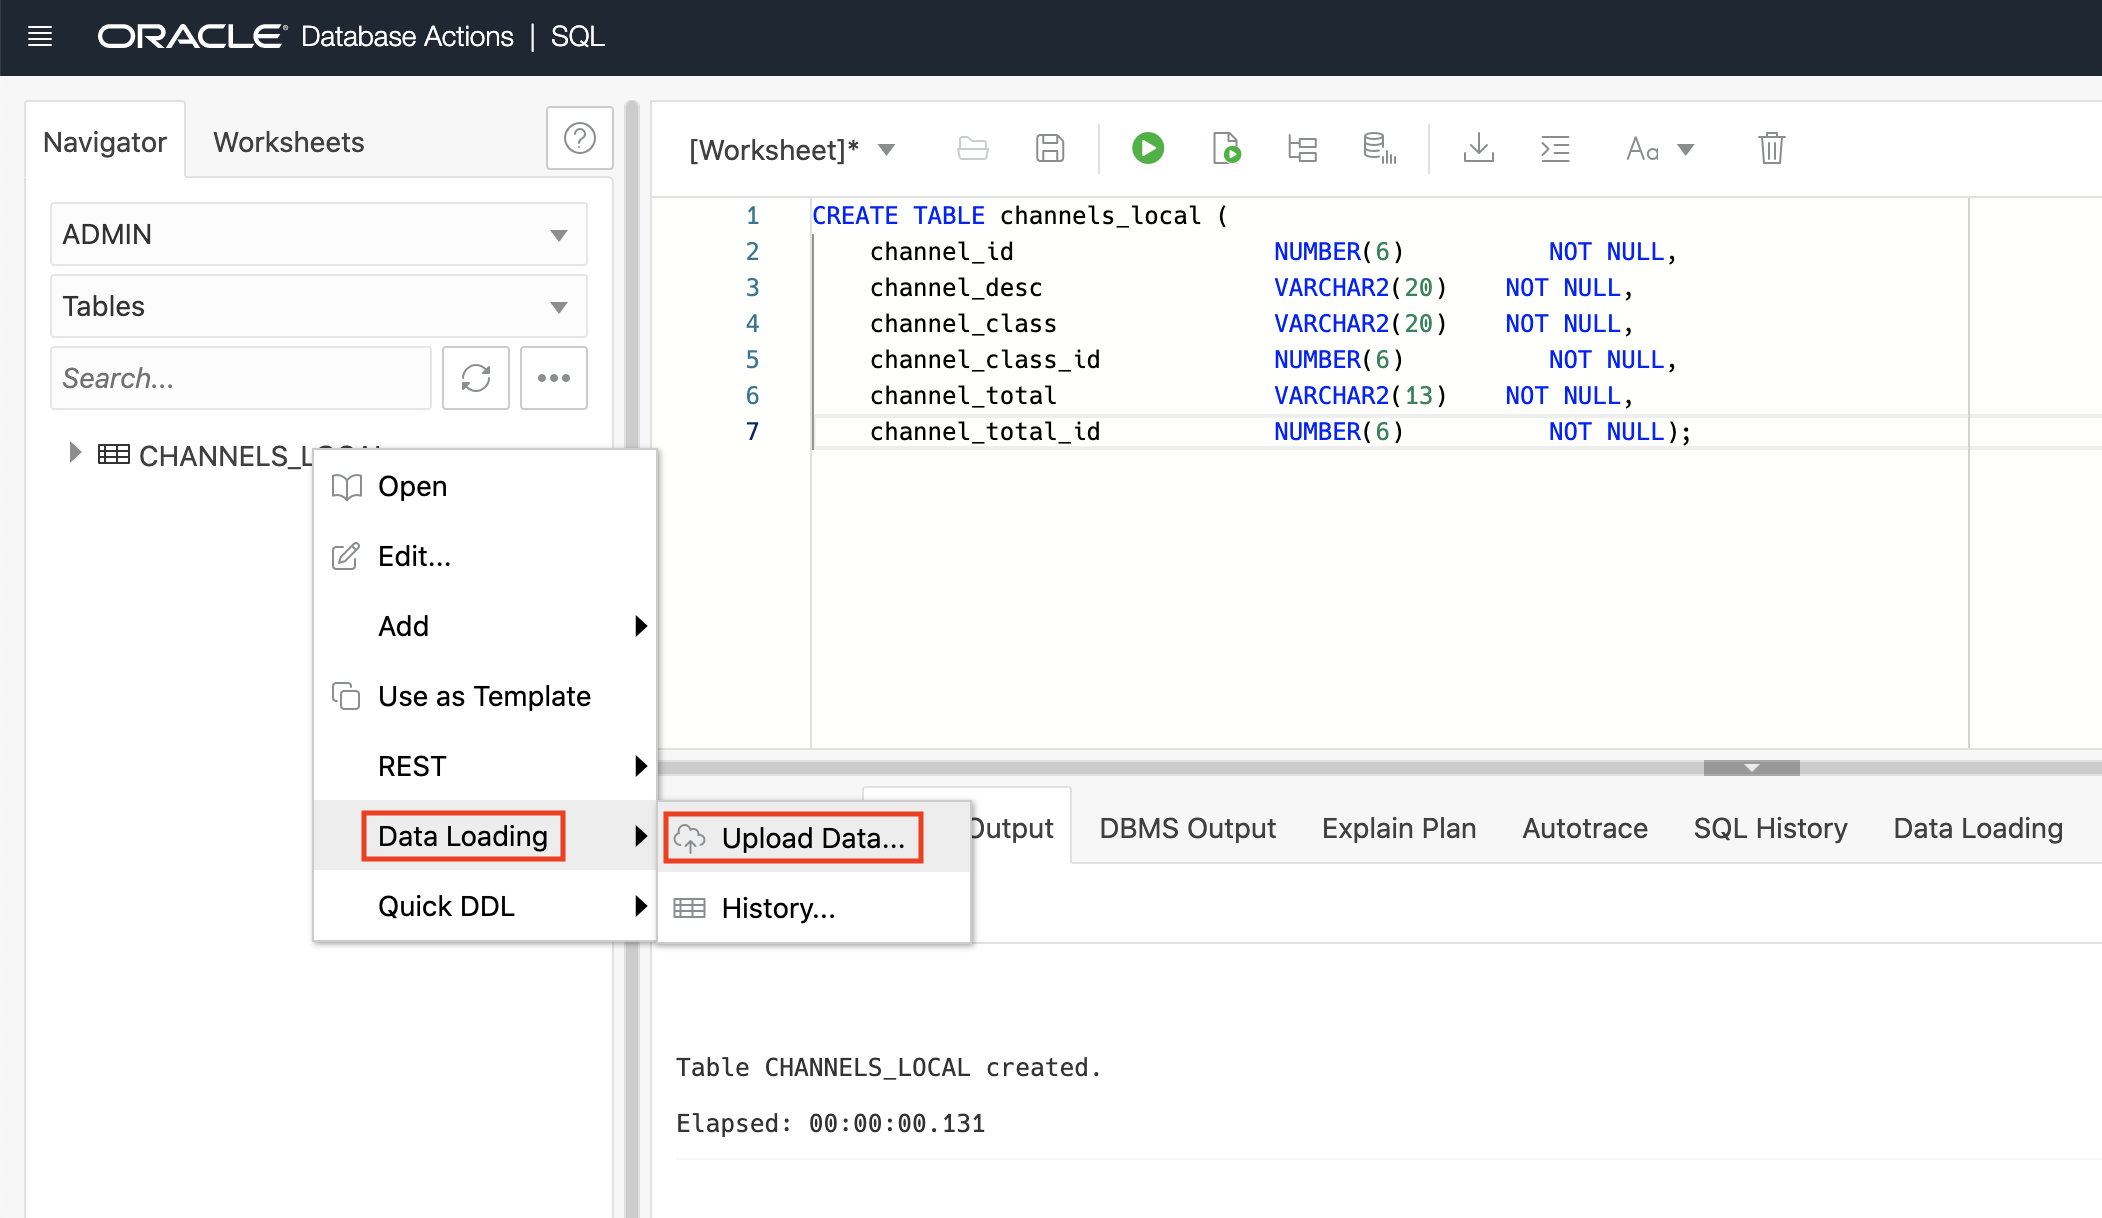 ORACLE Database Actions | SQL
Navigator
Worksheets
ADMIN
Tables
Search...
CHANNELS_LOCAL
Open
Edit...
Add
Use as Template
REST
Data Loading
Quick DDL
Upload Data...
History...
[Worksheet]*
Aa
1 CREATE TABLE channels_local (
2 channel_id NUMBER(6) NOT NULL,
3 channel_desc VARCHAR2(20) NOT NULL,
4 channel_class VARCHAR2(20) NOT NULL,
5 channel_class_id NUMBER(6) NOT NULL,
6 channel_total VARCHAR2(13) NOT NULL,
7 channel_total_id NUMBER(6) NOT NULL);
Output
DBMS Output
Explain Plan
Autotrace
SQL History
Data Loading
Table CHANNELS_LOCAL created.
Elapsed: 00:00:00.131